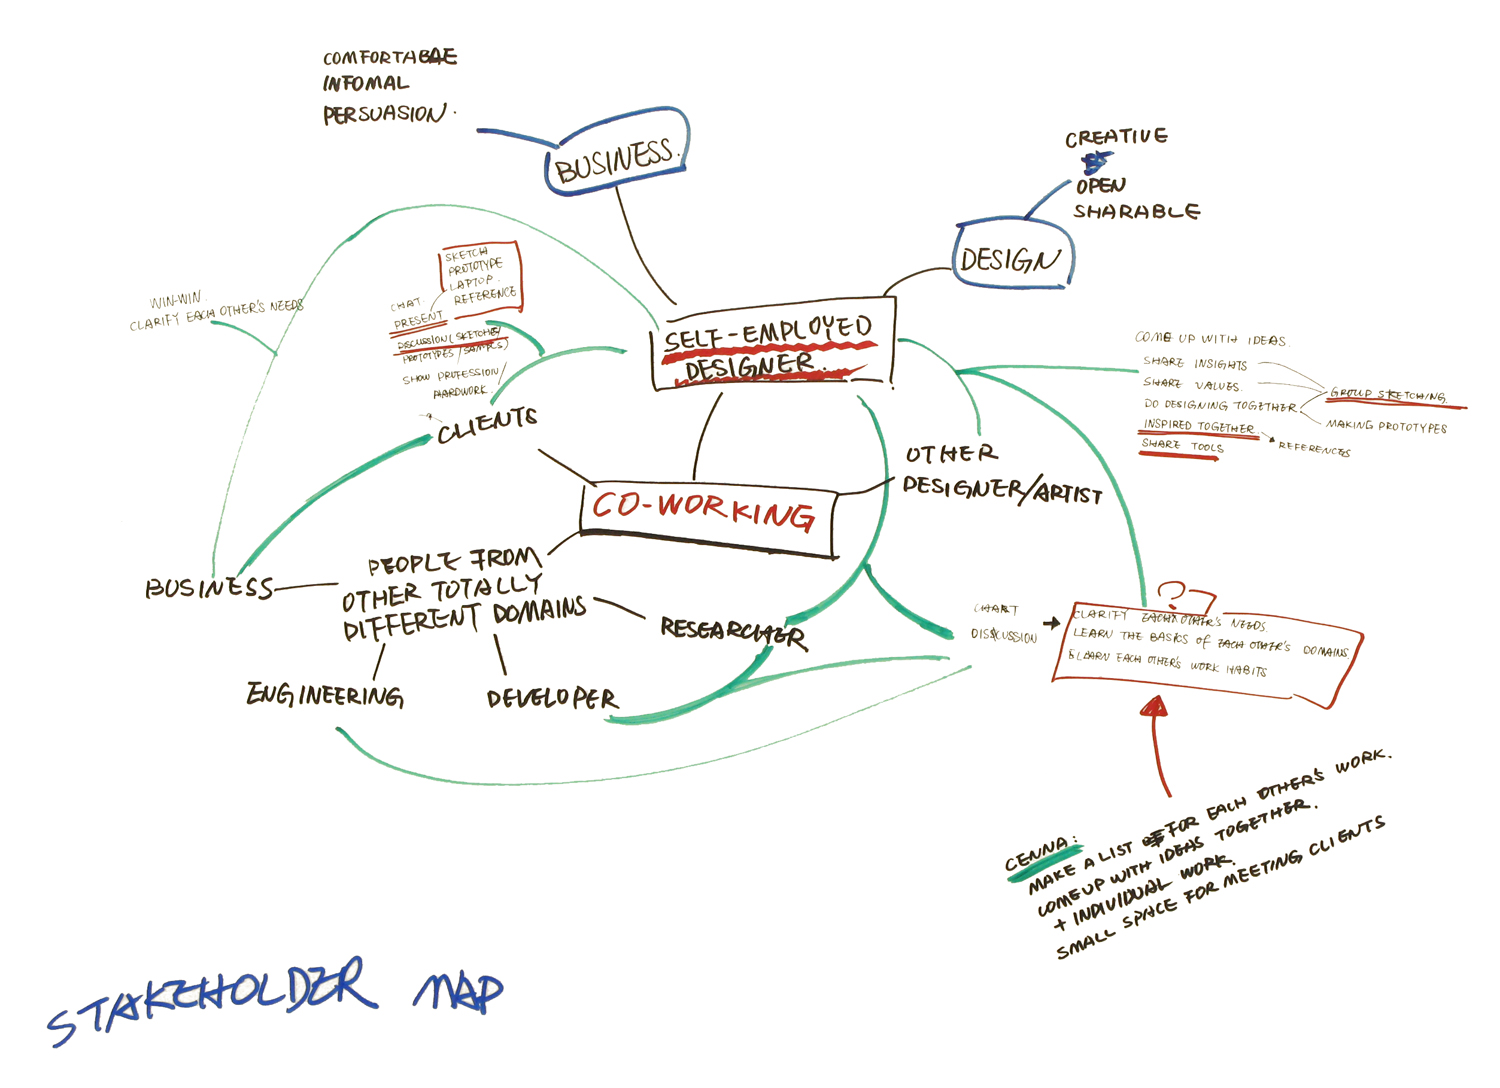 COMFORTABLE
INFOMAL
PERSUASION.
BUSINESS.
CREATIVE
OPEN
SHARABLE
DESIGN
SELF-EMPLOYED
DESIGNER.
WIN-WIN.
CLARIFY EACH OTHER'S NEEDS
SKETCH
PROTOTYPE
LAPTOP.
REFERENCE
CHAT.
PRESENT
DISCUSSION (SKETCHES/
PROTOTYPES/SAMPLES)
SHOW PROFESSION/
HARDWORK.
CLIENTS
COME UP WITH IDEAS.
SHARE INSIGHTS
SHARE VALUES.
DO DESIGNING TOGETHER
INSPIRED TOGETHER.
SHARE TOOLS
GROUP SKETCHING.
MAKING PROTOTYPES
REFERENCES
OTHER
DESIGNER/ARTIST
CO-WORKING
PEOPLE FROM
OTHER TOTALLY
DIFFERENT DOMAINS
BUSINESS
RESEARCHER
ENGINEERING
DEVELOPER
CHART
DISCUSSION
?
CLARIFY EACH OTHER'S NEEDS.
LEARN THE BASICS OF EACH OTHER'S DOMAINS
& LEARN EACH OTHER'S WORK HABITS
CENNA:
MAKE A LIST FOR EACH OTHER'S WORK.
COME UP WITH IDEAS TOGETHER.
+ INDIVIDUAL WORK.
SMALL SPACE FOR MEETING CLIENTS
STAKEHOLDER MAP